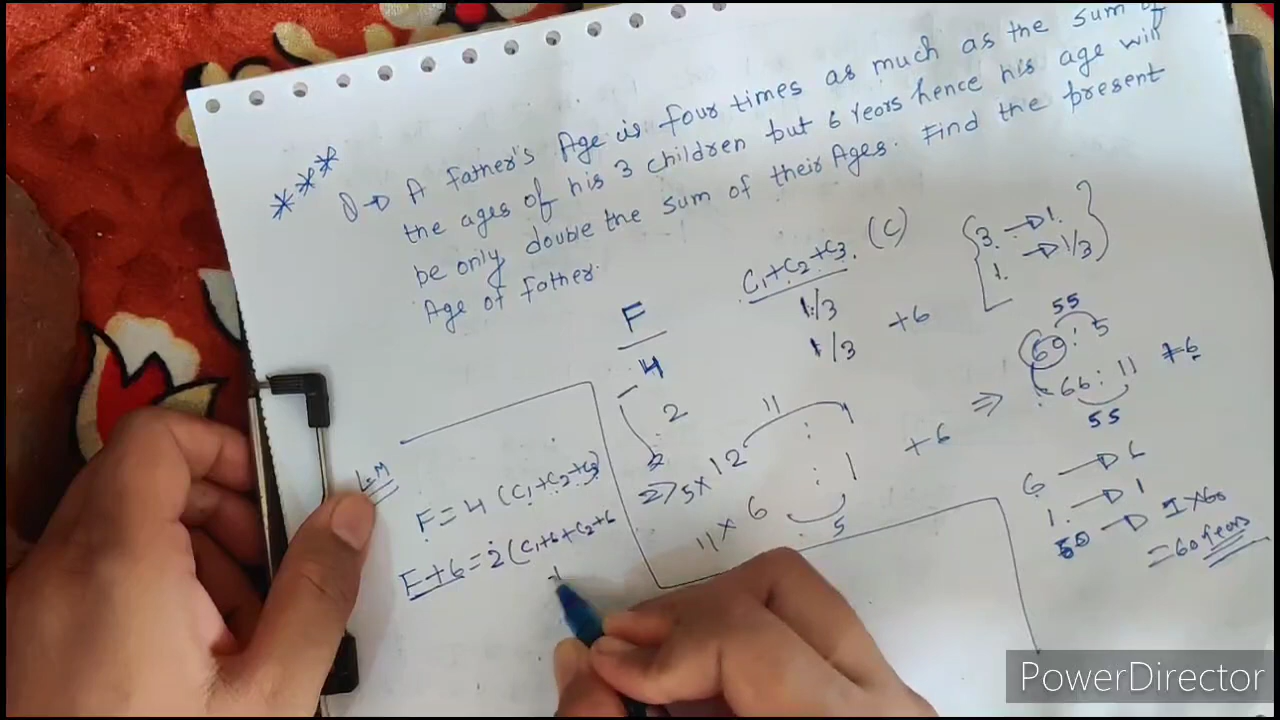 *** Q→ A father's Age is four times as much as the sum of
the ages of his 3 children but 6 Years hence his age will
be only double the sum of their Ages. Find the present
Age of father.
F
C₁+C₂+C₃ (C)
3 → 1
1 → 1/3
4
1/3
2
1/3 +6
55
60 : 5
66 : 11 +6
55
11
5 × 12 : 1
11 × 6 : 1 +6
5
⇒
6 → 6
1 → 1
60 → 1×60
= 60 Years
L-M
F = 4 (C₁+C₂+C₃)
F+6 = 2 (C₁+6+C₂+6
PowerDirector